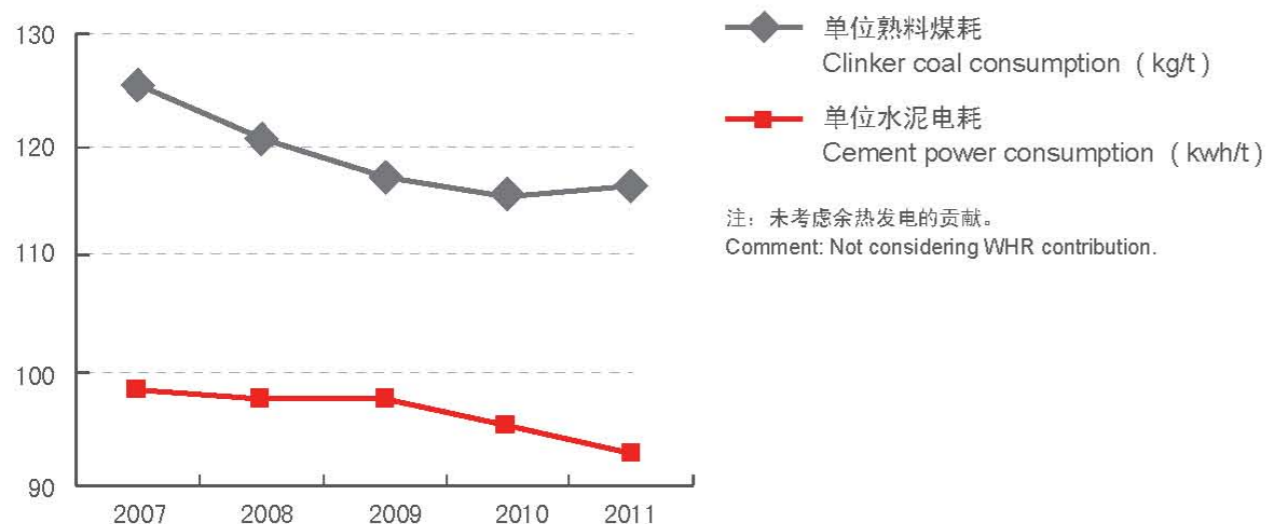 130
120
110
100
90
2007 2008 2009 2010 2011
单位熟料煤耗
Clinker coal consumption ( kg/t )
单位水泥电耗
Cement power consumption ( kwh/t )
注：未考虑余热发电的贡献。
Comment: Not considering WHR contribution.